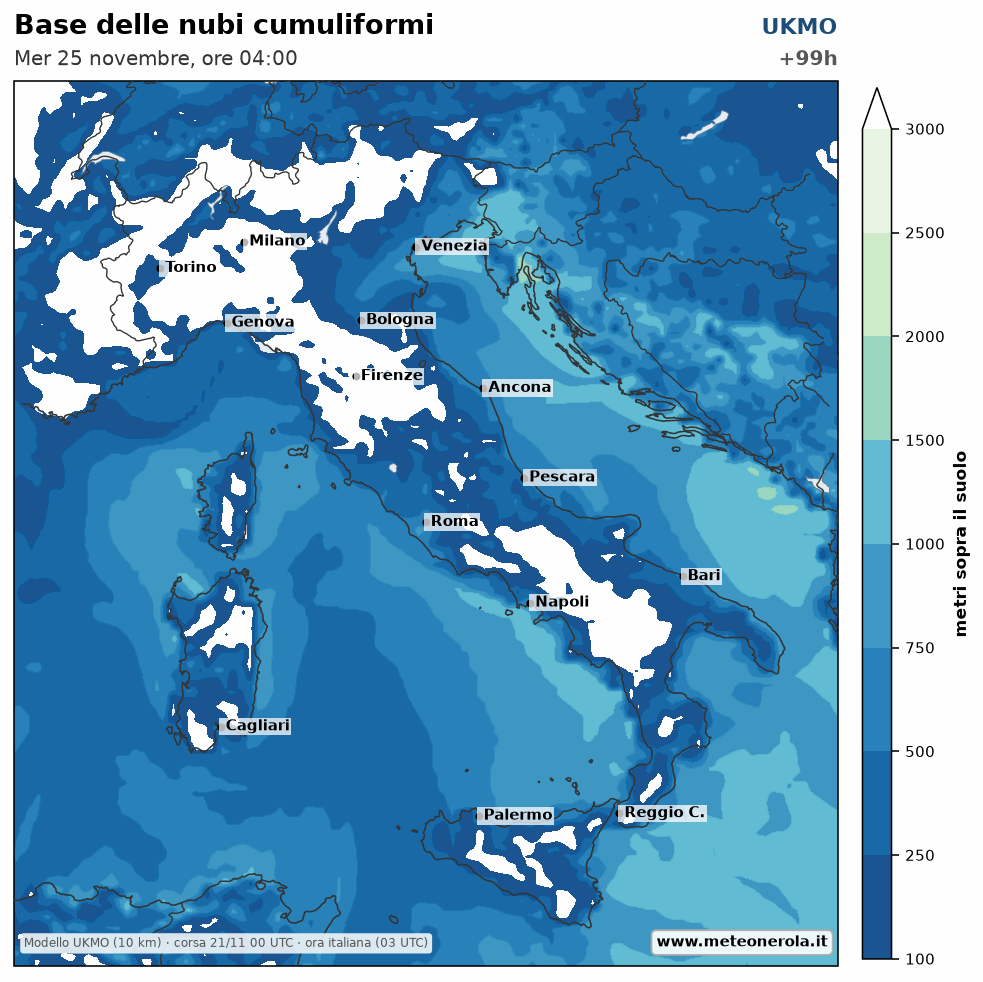 Base delle nubi cumuliformi
UKMO
Mer 25 novembre, ore 04:00
+99h
3000
2500
2000
1500
1000
750
500
250
100
metri sopra il suolo
Milano
Venezia
Torino
Genova
Bologna
Firenze
Ancona
Pescara
Roma
Bari
Napoli
Cagliari
Palermo
Reggio C.
Modello UKMO (10 km) · corsa 21/11 00 UTC · ora italiana (03 UTC)
www.meteonerola.it